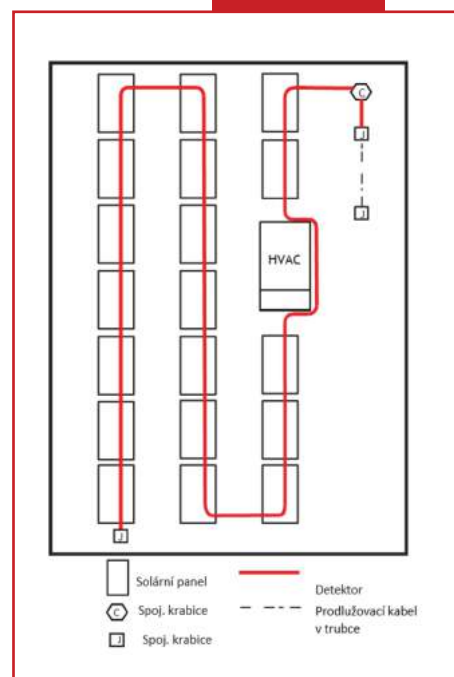 C
J
J
HVAC
J
Solární panel
Detektor
C
Spoj. krabice
Prodlužovací kabel
v trubce
J
Spoj. krabice